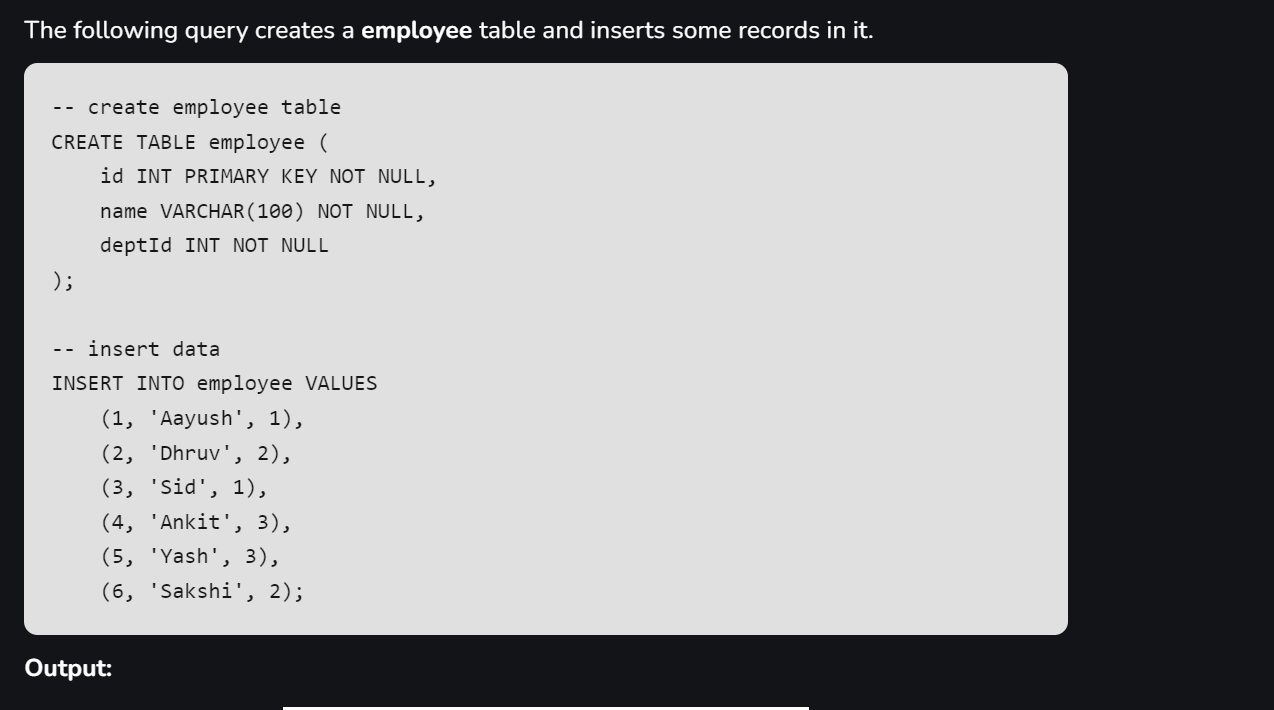 The following query creates a employee table and inserts some records in it.
-- create employee table
CREATE TABLE employee (
    id INT PRIMARY KEY NOT NULL,
    name VARCHAR(100) NOT NULL,
    deptId INT NOT NULL
);
-- insert data
INSERT INTO employee VALUES
    (1, 'Aayush', 1),
    (2, 'Dhruv', 2),
    (3, 'Sid', 1),
    (4, 'Ankit', 3),
    (5, 'Yash', 3),
    (6, 'Sakshi', 2);
Output: